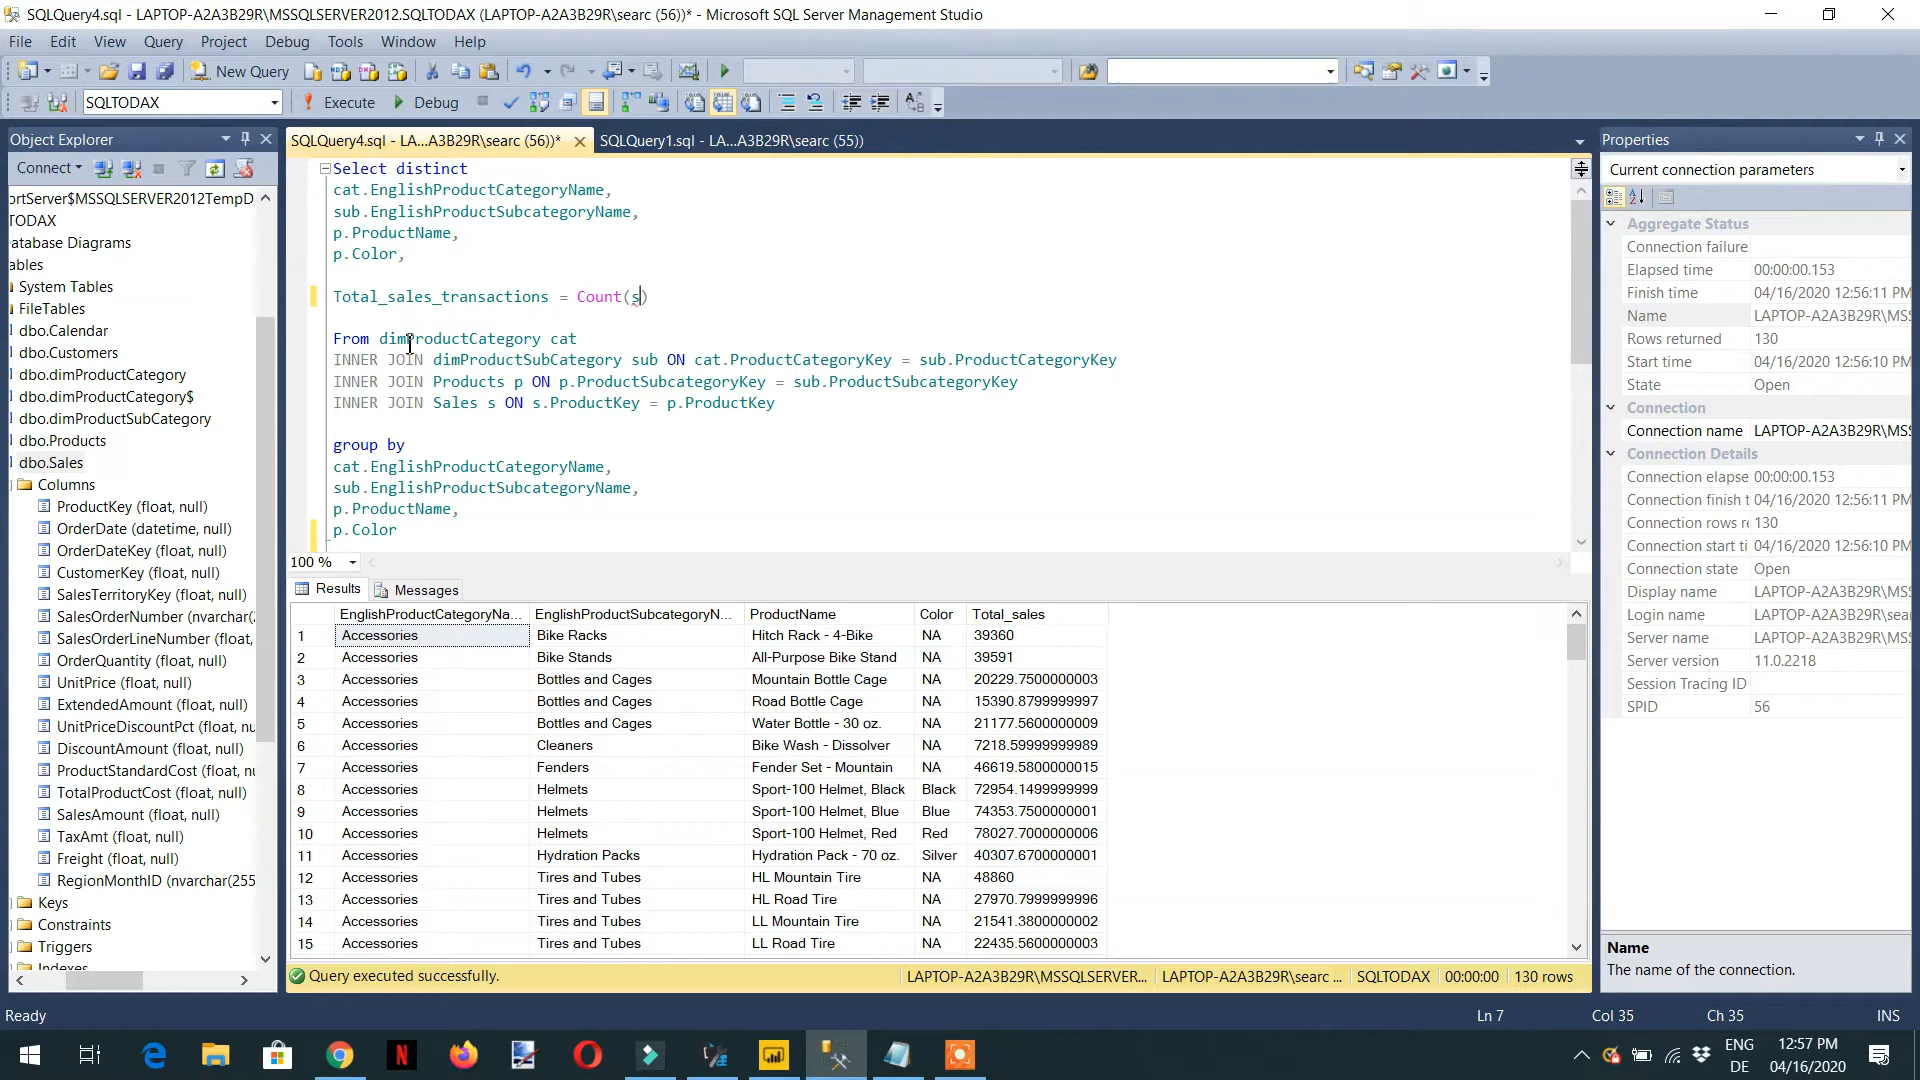 SQLQuery4.sql - LAPTOP-A2A3B29R\MSSQLSERVER2012.SQLTODAX (LAPTOP-A2A3B29R\searc (56))* - Microsoft SQL Server Management Studio
File Edit View Query Project Debug Tools Window Help
New Query
SQLTODAX Execute Debug
Object Explorer
Connect
ortServer$MSSQLSERVER2012TempD
TODAX
atabase Diagrams
ables
System Tables
FileTables
dbo.Calendar
dbo.Customers
dbo.dimProductCategory
dbo.dimProductCategory$
dbo.dimProductSubCategory
dbo.Products
dbo.Sales
Columns
ProductKey (float, null)
OrderDate (datetime, null)
OrderDateKey (float, null)
CustomerKey (float, null)
SalesTerritoryKey (float, null)
SalesOrderNumber (nvarchar(2
SalesOrderLineNumber (float,
OrderQuantity (float, null)
UnitPrice (float, null)
ExtendedAmount (float, null)
UnitPriceDiscountPct (float, nu
DiscountAmount (float, null)
ProductStandardCost (float, nu
TotalProductCost (float, null)
SalesAmount (float, null)
TaxAmt (float, null)
Freight (float, null)
RegionMonthID (nvarchar(255
Keys
Constraints
Triggers
Indexes
SQLQuery4.sql - LA...A3B29R\searc (56))* SQLQuery1.sql - LA...A3B29R\searc (55))
Select distinct
cat.EnglishProductCategoryName,
sub.EnglishProductSubcategoryName,
p.ProductName,
p.Color,
Total_sales_transactions = Count(s)
From dimProductCategory cat
INNER JOIN dimProductSubCategory sub ON cat.ProductCategoryKey = sub.ProductCategoryKey
INNER JOIN Products p ON p.ProductSubcategoryKey = sub.ProductSubcategoryKey
INNER JOIN Sales s ON s.ProductKey = p.ProductKey
group by
cat.EnglishProductCategoryName,
sub.EnglishProductSubcategoryName,
p.ProductName,
p.Color
100 %
Results Messages
EnglishProductCategoryNa... EnglishProductSubcategoryN... ProductName Color Total_sales
1 Accessories Bike Racks Hitch Rack - 4-Bike NA 39360
2 Accessories Bike Stands All-Purpose Bike Stand NA 39591
3 Accessories Bottles and Cages Mountain Bottle Cage NA 20229.7500000003
4 Accessories Bottles and Cages Road Bottle Cage NA 15390.8799999997
5 Accessories Bottles and Cages Water Bottle - 30 oz. NA 21177.5600000009
6 Accessories Cleaners Bike Wash - Dissolver NA 7218.59999999989
7 Accessories Fenders Fender Set - Mountain NA 46619.5800000015
8 Accessories Helmets Sport-100 Helmet, Black Black 72954.1499999999
9 Accessories Helmets Sport-100 Helmet, Blue Blue 74353.7500000001
10 Accessories Helmets Sport-100 Helmet, Red Red 78027.7000000006
11 Accessories Hydration Packs Hydration Pack - 70 oz. Silver 40307.6700000001
12 Accessories Tires and Tubes HL Mountain Tire NA 48860
13 Accessories Tires and Tubes HL Road Tire NA 27970.7999999996
14 Accessories Tires and Tubes LL Mountain Tire NA 21541.3800000002
15 Accessories Tires and Tubes LL Road Tire NA 22435.5600000003
Query executed successfully. LAPTOP-A2A3B29R\MSSQLSERVER... LAPTOP-A2A3B29R\searc ... SQLTODAX 00:00:00 130 rows
Properties
Current connection parameters
Aggregate Status
Connection failure
Elapsed time 00:00:00.153
Finish time 04/16/2020 12:56:11 PM
Name LAPTOP-A2A3B29R\MSS
Rows returned 130
Start time 04/16/2020 12:56:10 PM
State Open
Connection
Connection name LAPTOP-A2A3B29R\MSS
Connection Details
Connection elapse 00:00:00.153
Connection finish t 04/16/2020 12:56:11 PM
Connection rows re 130
Connection start ti 04/16/2020 12:56:10 PM
Connection state Open
Display name LAPTOP-A2A3B29R\MSS
Login name LAPTOP-A2A3B29R\sear
Server name LAPTOP-A2A3B29R\MSS
Server version 11.0.2218
Session Tracing ID
SPID 56
Name
The name of the connection.
Ready Ln 7 Col 35 Ch 35 INS
ENG 12:57 PM
DE 04/16/2020